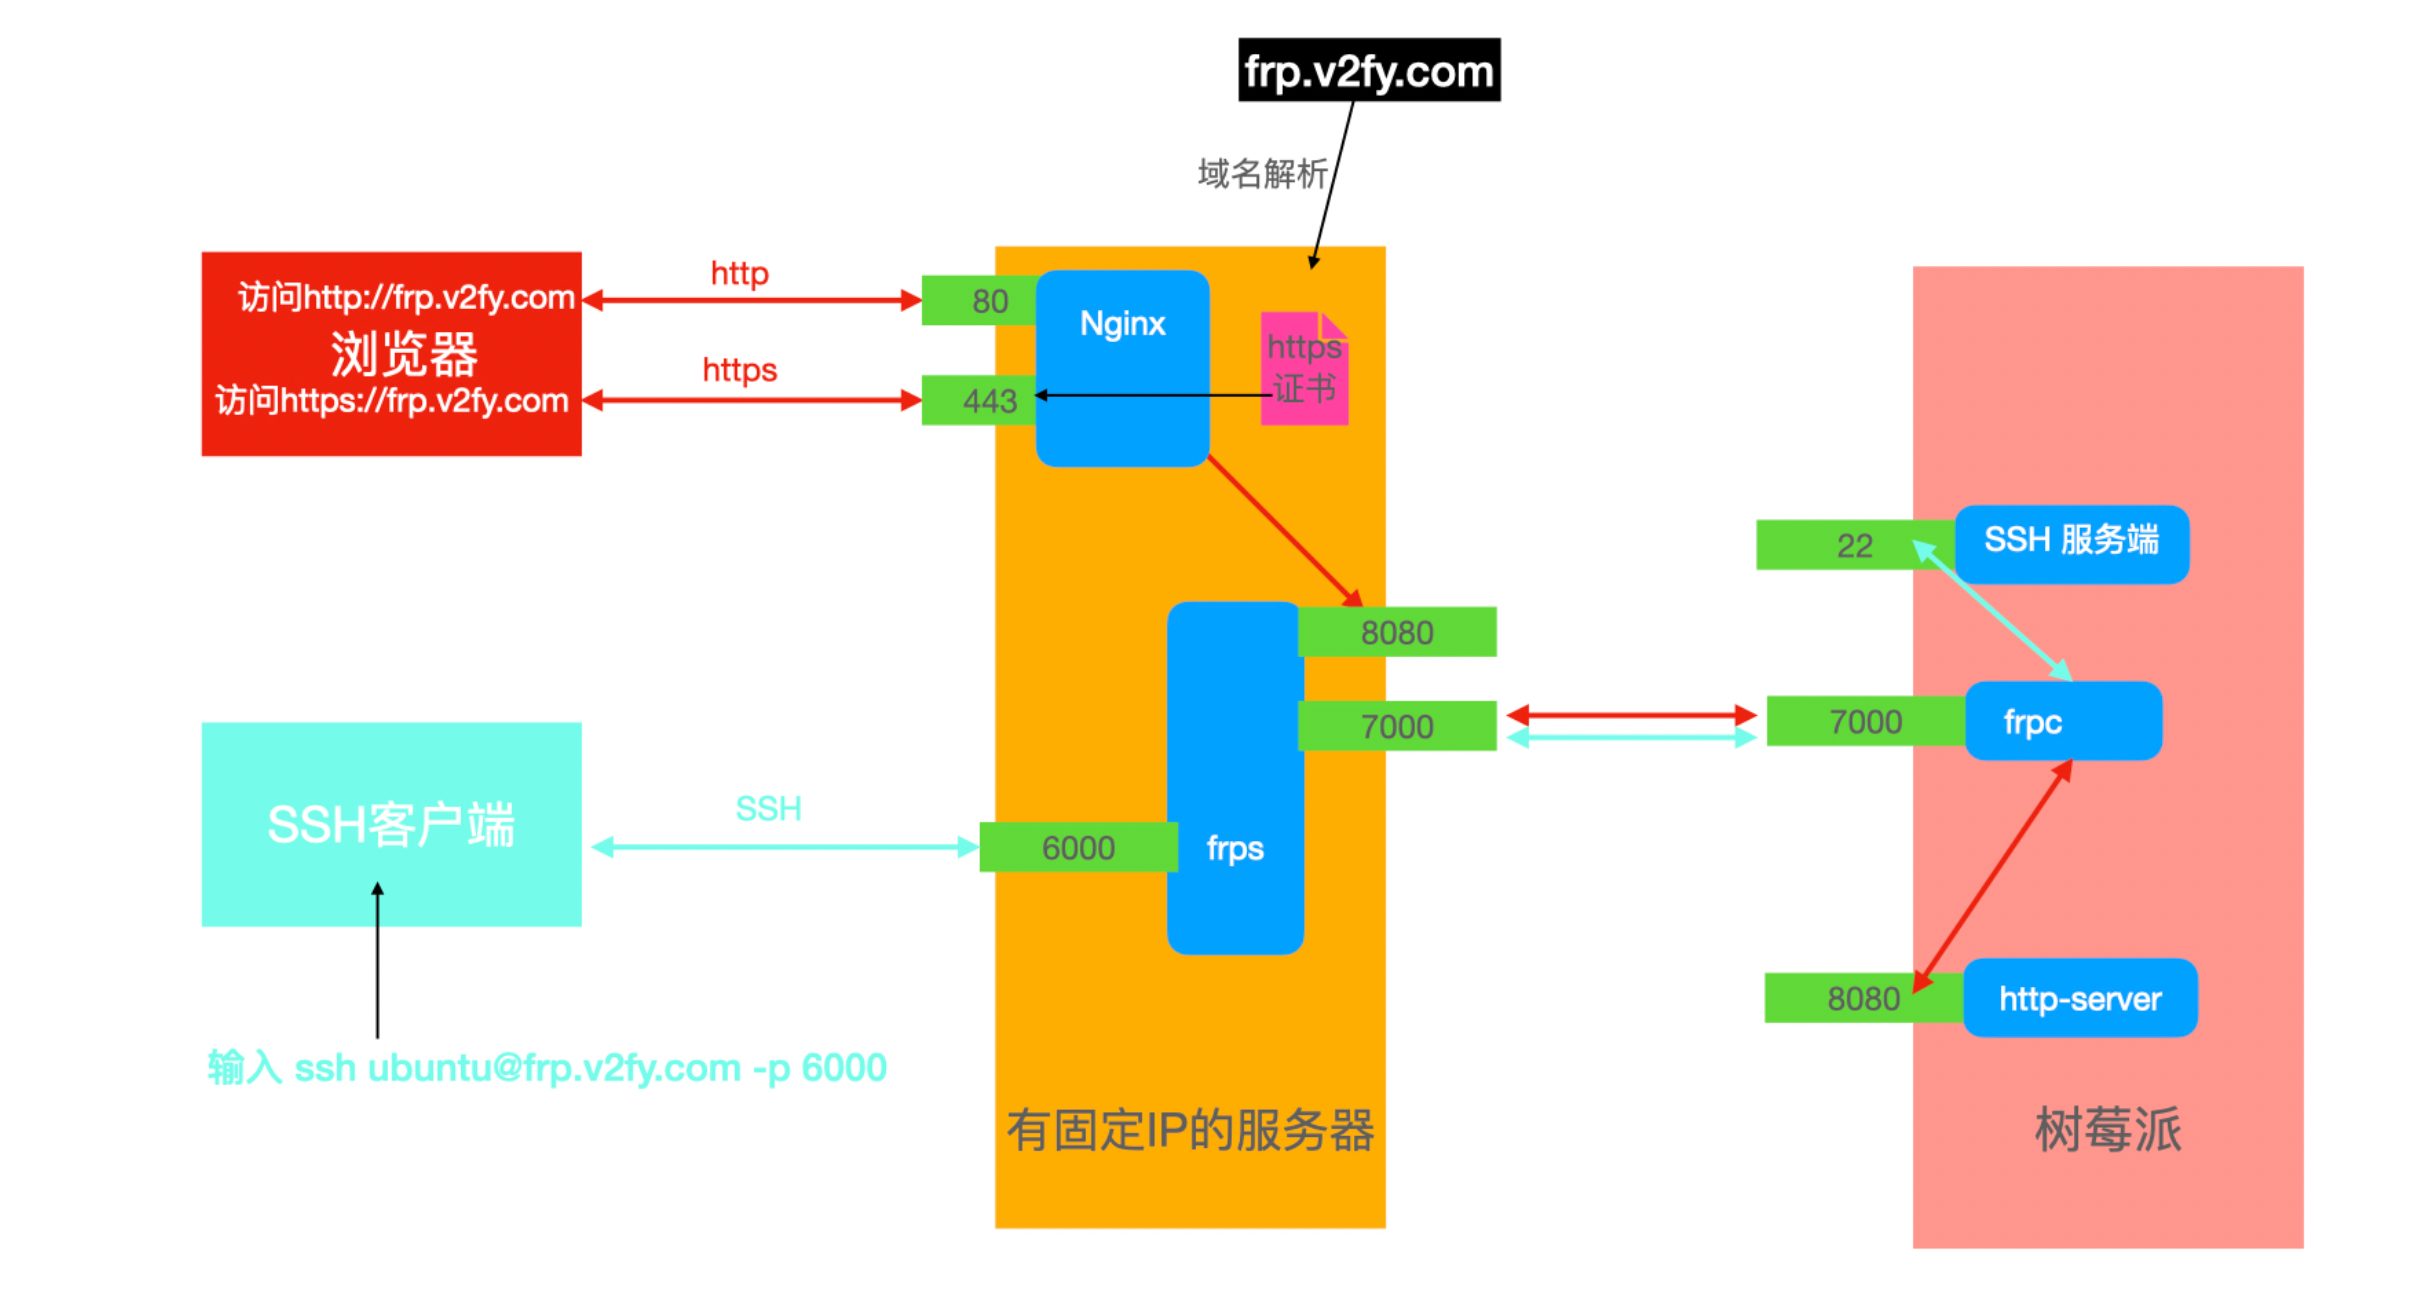 frp.v2fy.com
域名解析
访问http://frp.v2fy.com
浏览器
访问https://frp.v2fy.com
http
https
80
443
Nginx
https
证书
8080
7000
6000
frps
SSH客户端
SSH
输入 ssh ubuntu@frp.v2fy.com -p 6000
有固定IP的服务器
22
SSH 服务端
7000
frpc
8080
http-server
树莓派